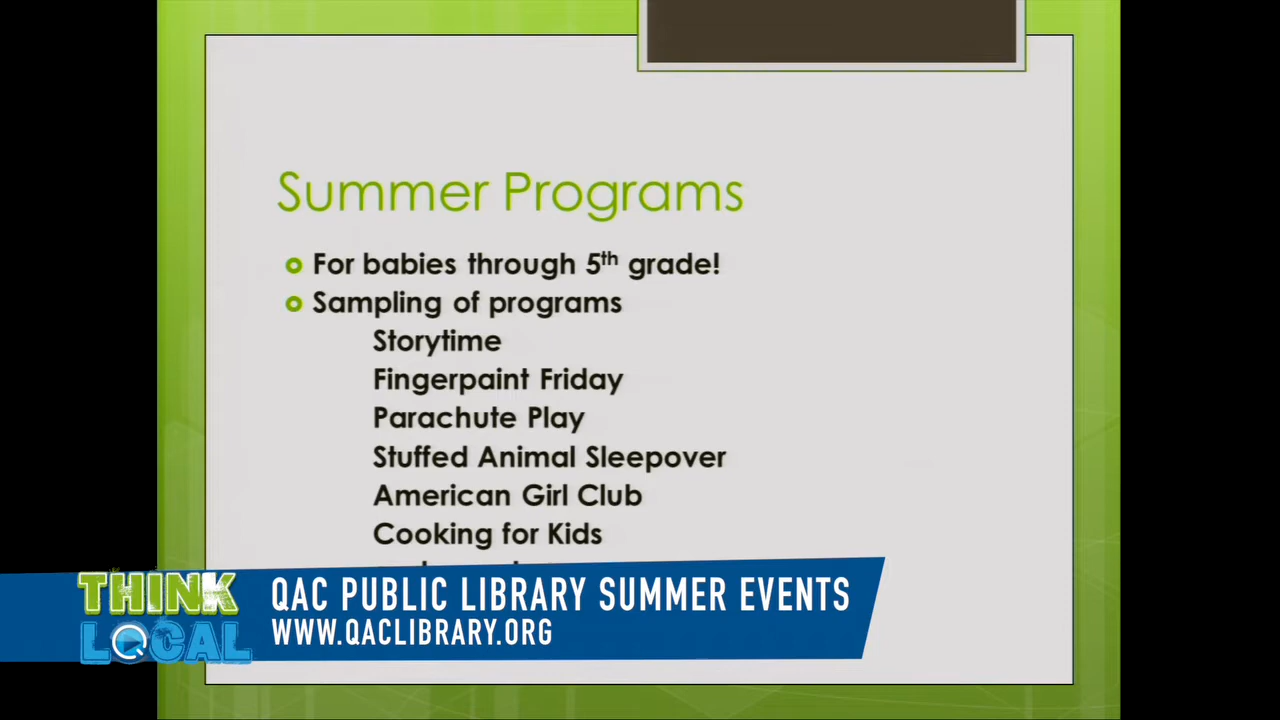 Summer Programs
For babies through 5th grade!
Sampling of programs
Storytime
Fingerpaint Friday
Parachute Play
Stuffed Animal Sleepover
American Girl Club
Cooking for Kids
THINK
LOCAL
QAC PUBLIC LIBRARY SUMMER EVENTS
WWW.QACLIBRARY.ORG